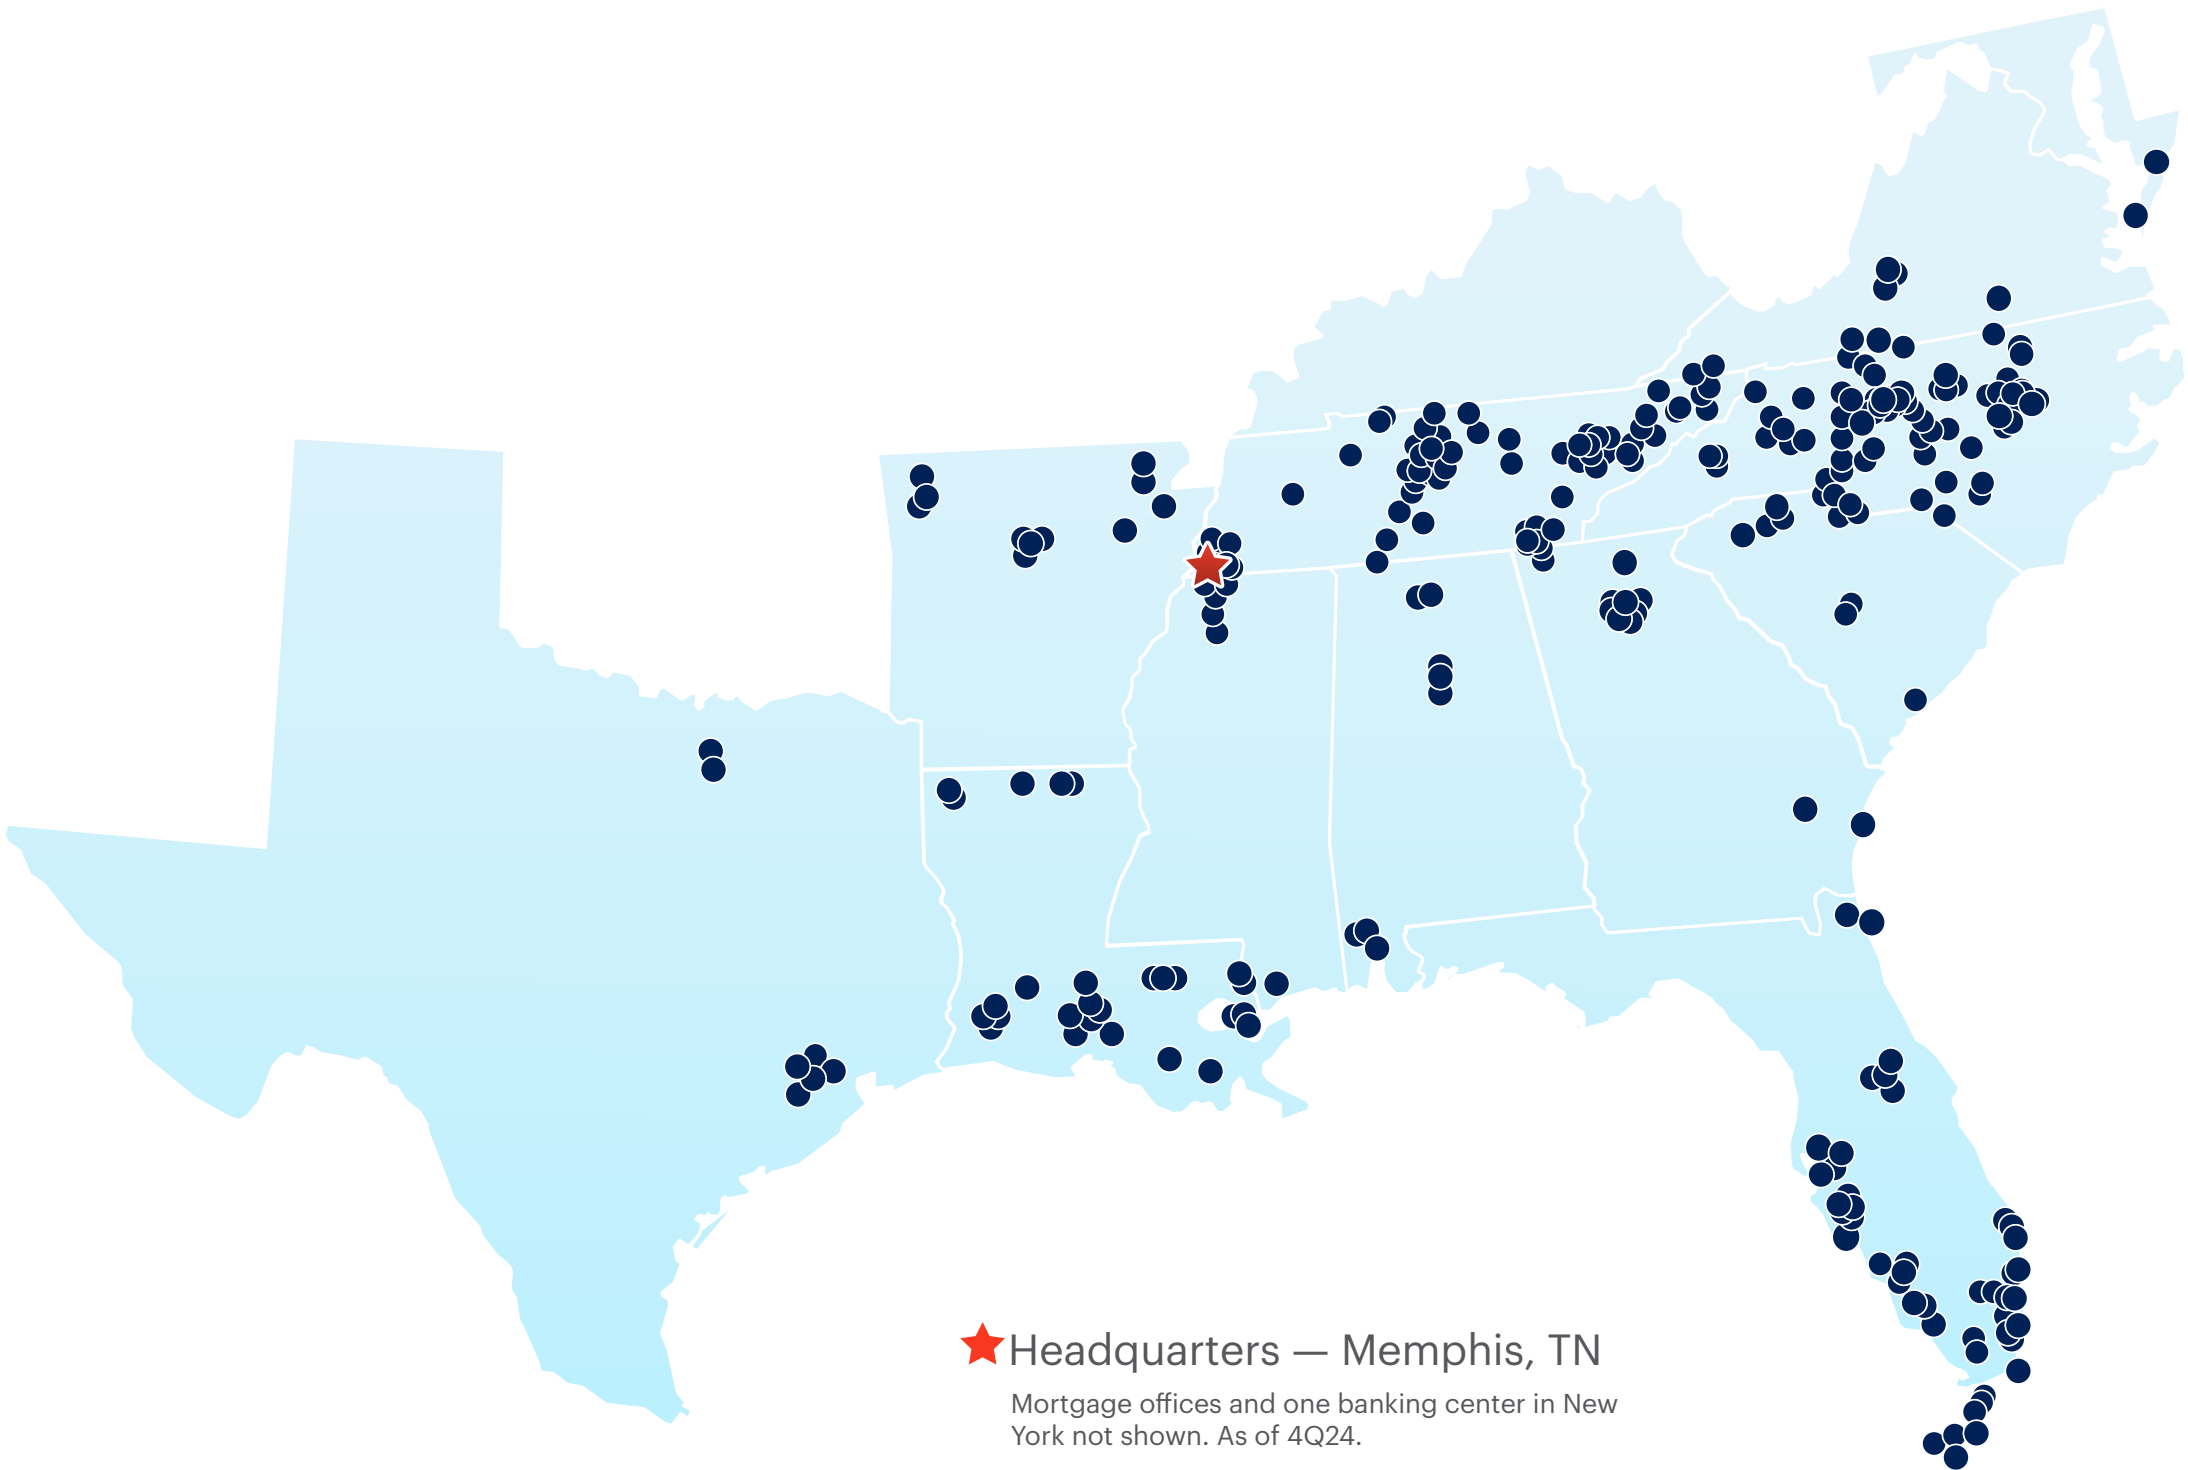 Headquarters — Memphis, TN
Mortgage offices and one banking center in New
York not shown. As of 4Q24.